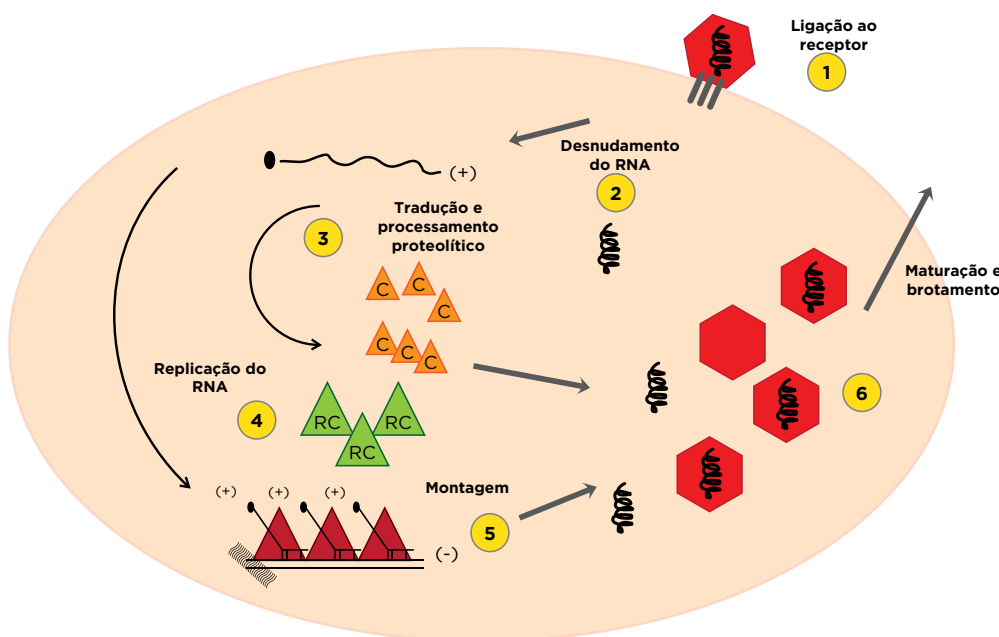 Ligação ao
receptor
1
Desnudamento
do RNA
2
(+)
3
Tradução e
processamento
proteolítico
C
C
C
C
C
C
Maturação e
brotamento
Replicação do
RNA
4
RC
RC
RC
6
(+)
(+)
(+)
Montagem
5
(-)